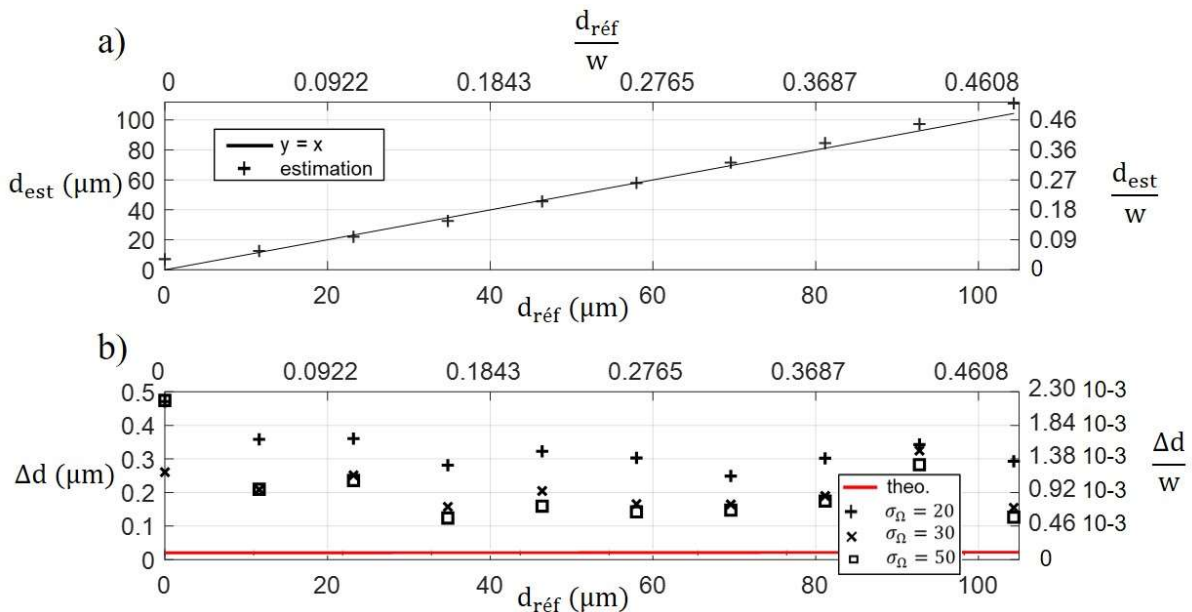 a)
d_réf
w
0 0.0922 0.1843 0.2765 0.3687 0.4608
100 0.46
y = x
80 0.36
estimation
d_est (μm) 60 0.27 d_est
w
40 0.18
20 0.09
0 0
0 20 40 60 80 100
d_réf (μm)
b)
0 0.0922 0.1843 0.2765 0.3687 0.4608
0.5 2.30 10-3
0.4 1.84 10-3
Δd (μm) 0.3 1.38 10-3 Δd
w
0.2 0.92 10-3
theo.
σ_Ω = 20
0.1 0.46 10-3
σ_Ω = 30
0 0
σ_Ω = 50
0 20 40 60 80 100
d_réf (μm)